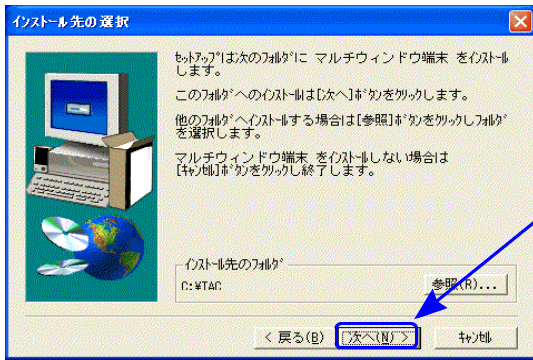 インストール先の選択
ｾｯﾄｱｯﾌﾟは次のﾌｫﾙﾀﾞに マルチウィンドウ端末 をｲﾝｽﾄｰﾙ
します。
このﾌｫﾙﾀﾞへのｲﾝｽﾄｰﾙは[次へ]ﾎﾞﾀﾝをｸﾘｯｸします。
他のﾌｫﾙﾀﾞへｲﾝｽﾄｰﾙする場合は[参照]ﾎﾞﾀﾝをｸﾘｯｸしﾌｫﾙﾀﾞ
を選択します。
マルチウィンドウ端末 をｲﾝｽﾄｰﾙしない場合は
[ｷｬﾝｾﾙ]ﾎﾞﾀﾝをｸﾘｯｸし終了します。
ｲﾝｽﾄｰﾙ先のﾌｫﾙﾀﾞ
C:¥TAC
参照(R)...
< 戻る(B)
次へ(N) >
ｷｬﾝｾﾙ